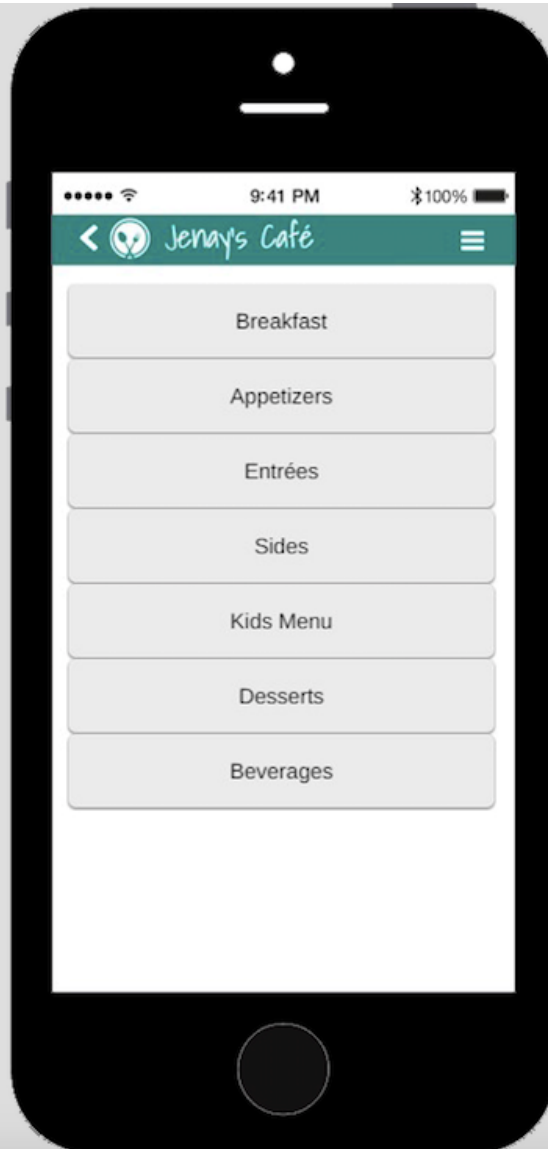 9:41 PM 100%
Jenay's Café
Breakfast
Appetizers
Entrées
Sides
Kids Menu
Desserts
Beverages